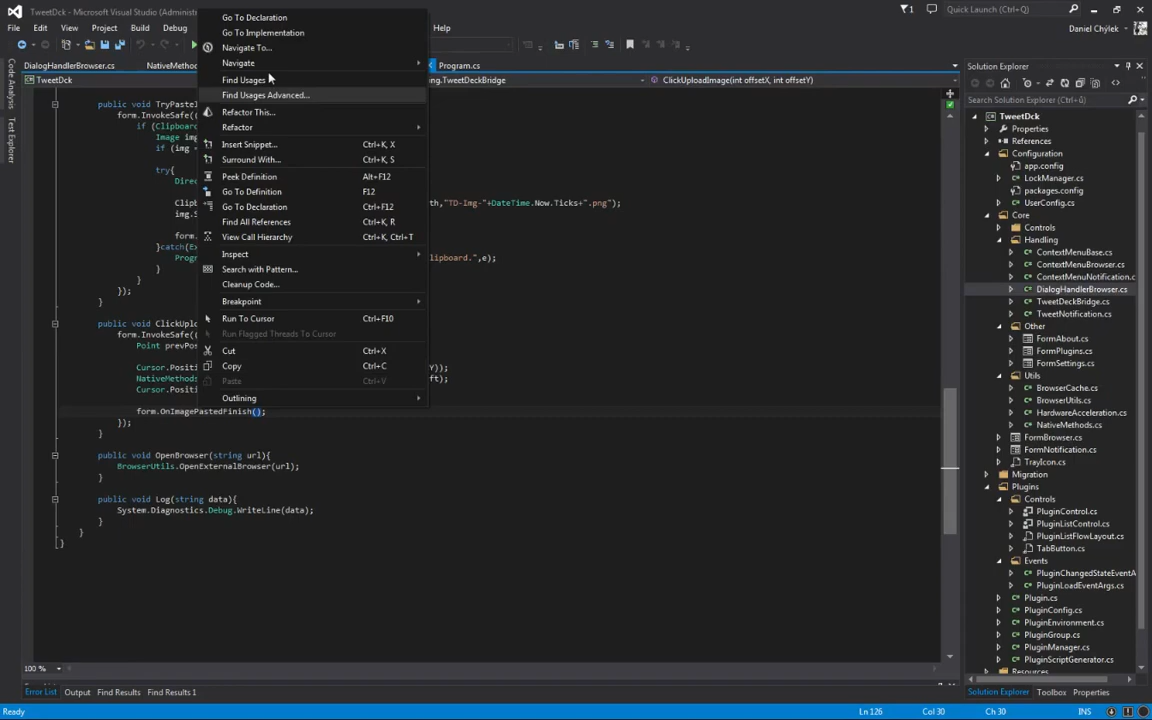 TweetDck - Microsoft Visual Studio (Administra
Quick Launch (Ctrl+Q)
File Edit View Project Build Help
Daniel Chýlek
DialogHandlerBrowser.cs NativeMethod Program.cs
TweetDck ng.TweetDeckBridge ClickUploadImage(int offsetX, int offsetY)
Code Analysis
Test Explorer
Go To Declaration
Go To Implementation
Navigate To...
Navigate
Find Usages
Find Usages Advanced...
Refactor This...
Refactor
Insert Snippet... Ctrl+K, X
Surround With... Ctrl+K, S
Peek Definition Alt+F12
Go To Definition F12
Go To Declaration Ctrl+F12
Find All References Ctrl+K, R
View Call Hierarchy Ctrl+K, Ctrl+T
Inspect
Search with Pattern...
Cleanup Code...
Breakpoint
Run To Cursor Ctrl+F10
Run Flagged Threads To Cursor
Cut Ctrl+X
Copy Ctrl+C
Paste Ctrl+V
Outlining
public void TryPasteI
form.InvokeSafe((
if (Clipboar
Image img
if (img =
try{
Direc
th,"TD-img-"+DateTime.Now.Ticks+".png");
Clipb
img.S
form.
}catch(Ex
Progr lipboard.",e);
}
}
});
}
public void ClickUpl
form.InvokeSafe((
Point prevPos
Cursor.Positi Y));
NativeMethods ft);
Cursor.Positi
form.OnImagePastedFinish();
});
}
public void OpenBrowser(string url){
BrowserUtils.OpenExternalBrowser(url);
}
public void Log(string data){
System.Diagnostics.Debug.WriteLine(data);
}
}
}
100 %
Error List Output Find Results Find Results 1
Solution Explorer
Search Solution Explorer (Ctrl+ů)
TweetDck
Properties
References
Configuration
app.config
LockManager.cs
packages.config
UserConfig.cs
Core
Controls
Handling
ContextMenuBase.cs
ContextMenuBrowser.cs
ContextMenuNotification.c
DialogHandlerBrowser.cs
TweetDeckBridge.cs
TweetNotification.cs
Other
FormAbout.cs
FormPlugins.cs
FormSettings.cs
Utils
BrowserCache.cs
BrowserUtils.cs
HardwareAcceleration.cs
NativeMethods.cs
FormBrowser.cs
FormNotification.cs
TrayIcon.cs
Migration
Plugins
Controls
PluginControl.cs
PluginListControl.cs
PluginListFlowLayout.cs
TabButton.cs
Events
PluginChangedStateEventA
PluginLoadEventArgs.cs
Plugin.cs
PluginConfig.cs
PluginEnvironment.cs
PluginGroup.cs
PluginManager.cs
PluginScriptGenerator.cs
Resources
Solution Explorer Toolbox Properties
Ready Ln 126 Col 30 Ch 30 INS